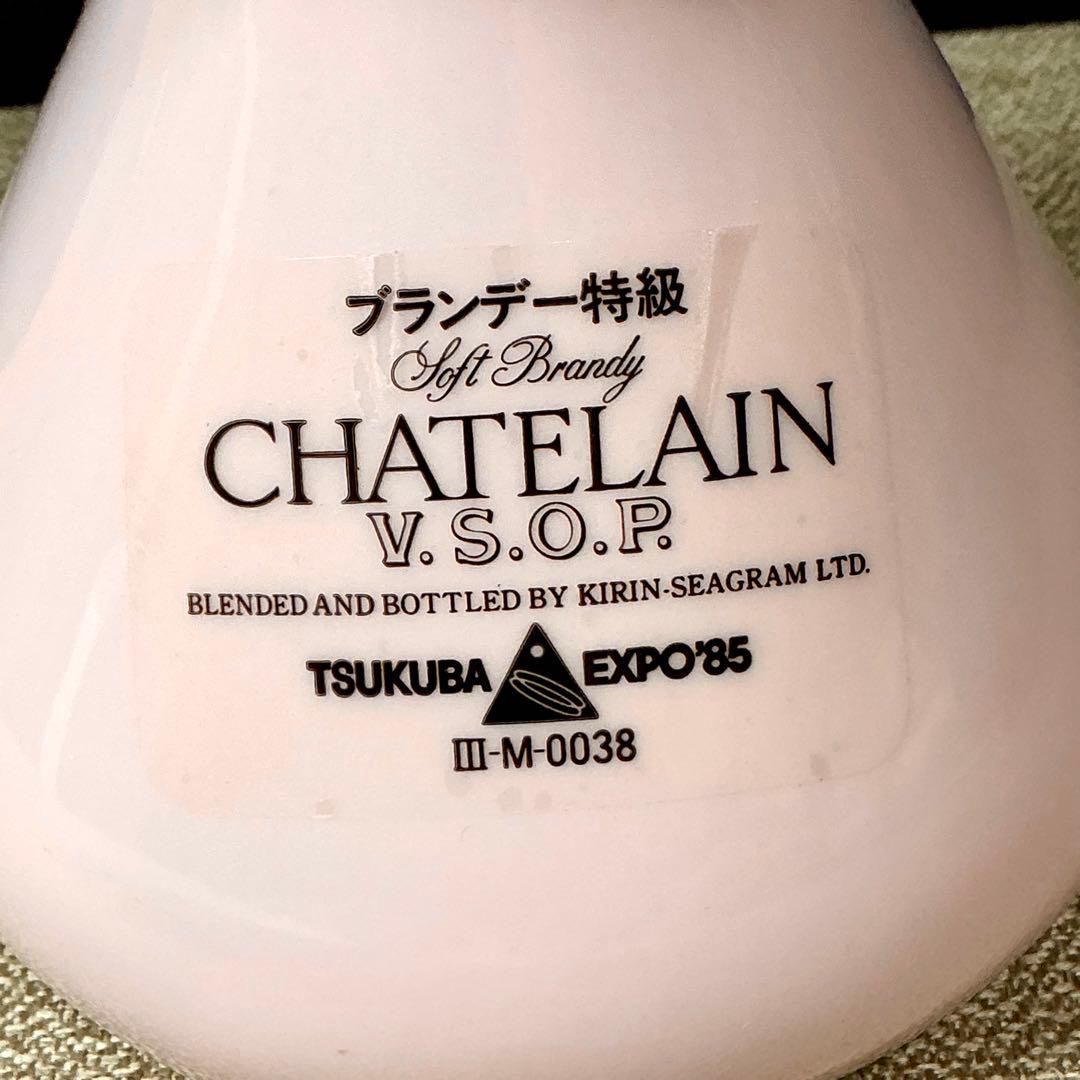 ブランデー特級
Soft Brandy
CHATELAIN
V.S.O.P.
BLENDED AND BOTTLED BY KIRIN-SEAGRAM LTD.
TSUKUBA EXPO'85
III-M-0038